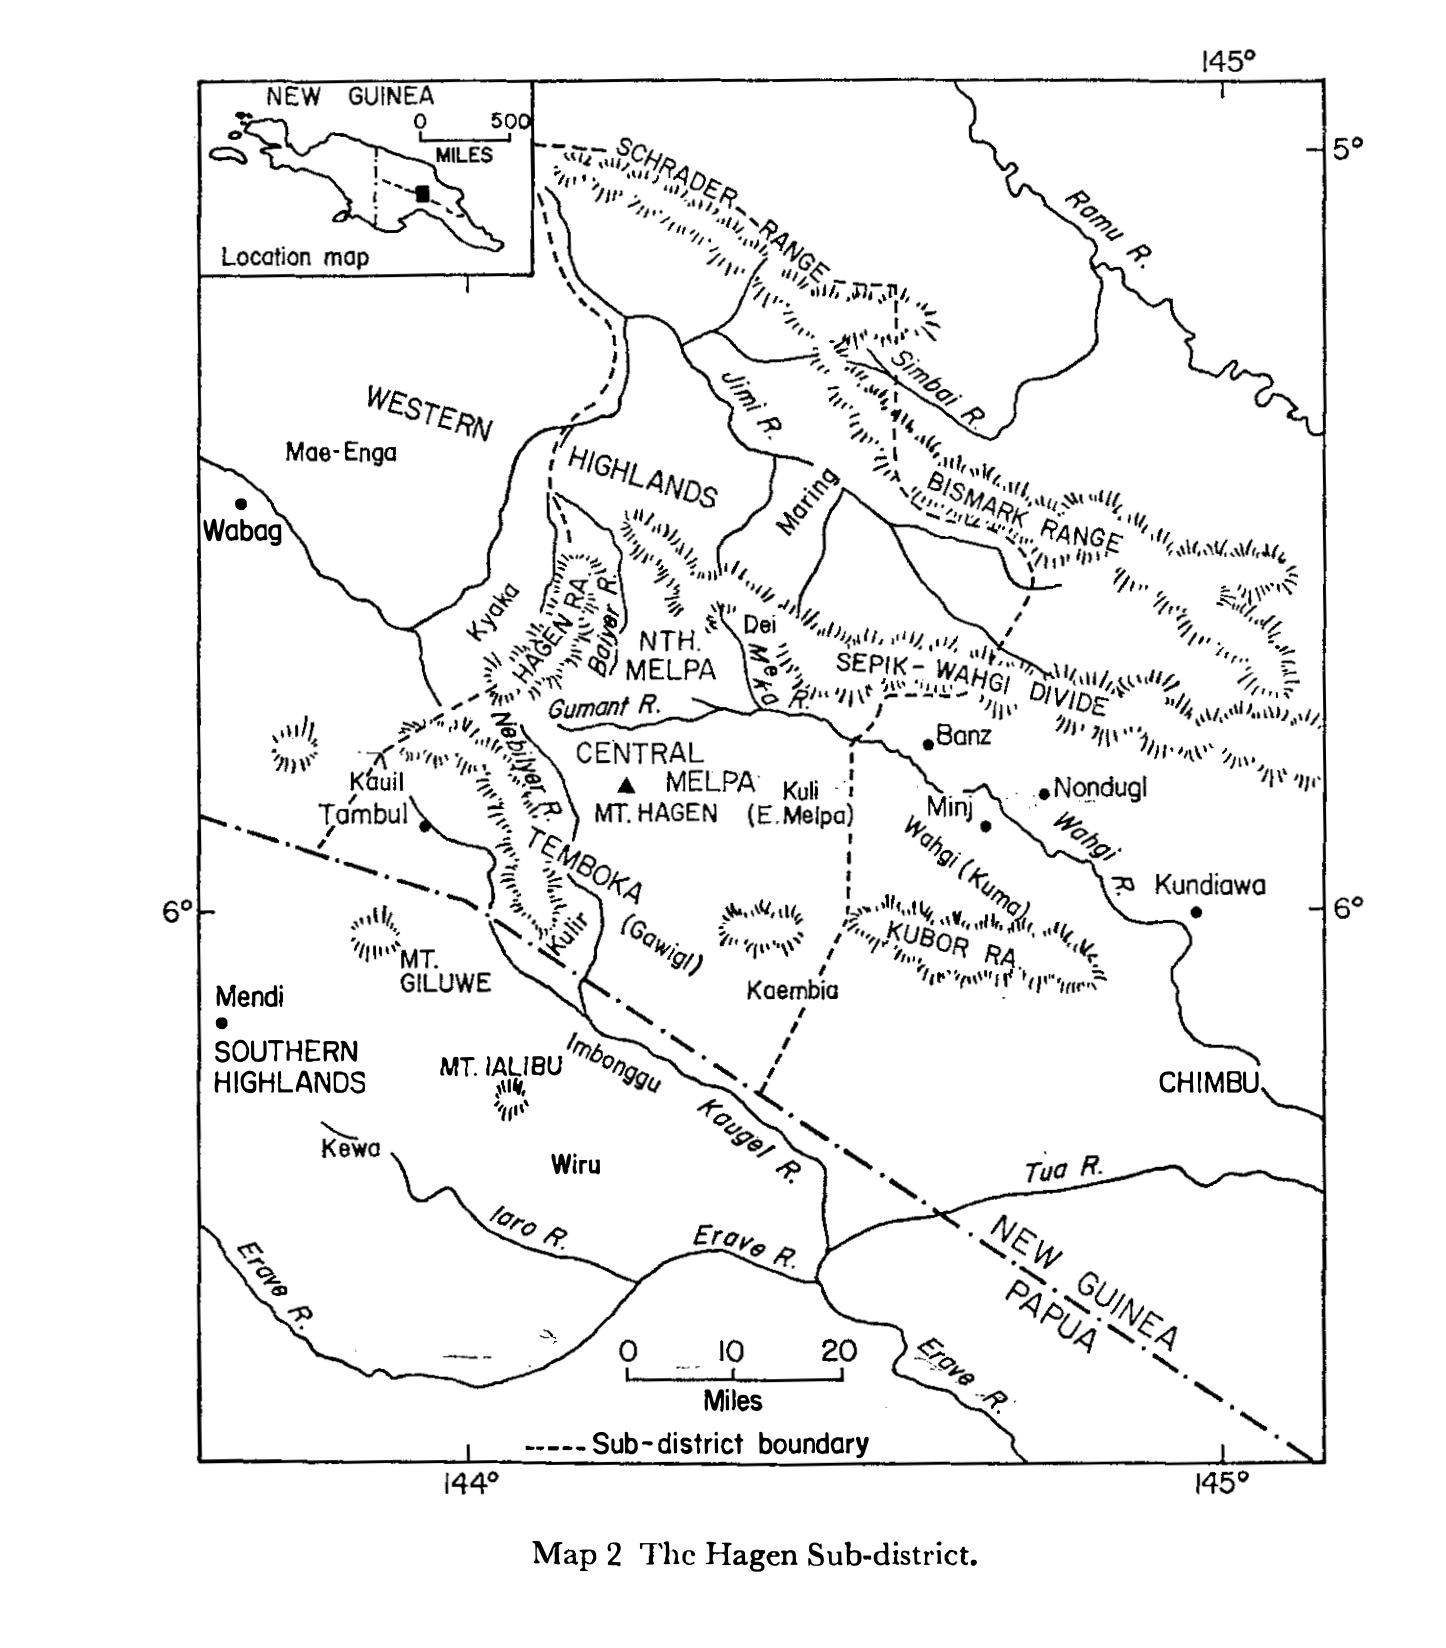 145°
NEW GUINEA
0 500
MILES
Location map
5°
SCHRADER RANGE
Ramu R.
Simbai R.
Jimi R.
WESTERN
HIGHLANDS
Mae-Enga
Wabag
Maring
BISMARK RANGE
Kyaka
HAGEN RA.
Baiyer R.
NTH.
MELPA
Dei
Meka R.
SEPIK-WAHGI DIVIDE
Gumant R.
Nebilyer R.
CENTRAL
MELPA
MT. HAGEN
Kuli
(E. Melpa)
Banz
Nondugl
Minj
Wahgi R.
Wahgi (Kuma)
Kundiawa
Kauil
Tambul
TEMBOKA
(Gawigl)
Kulir
6°
6°
KUBOR RA.
MT.
GILUWE
Kaembia
Mendi
SOUTHERN
HIGHLANDS
MT. IALIBU
Imbonggu
CHIMBU
Kaugel R.
Kewa
Wiru
Tua R.
Iaro R.
Erave R.
Erave R.
NEW GUINEA
PAPUA
Erave R.
0 10 20
Miles
----- Sub-district boundary
144°
145°
Map 2 The Hagen Sub-district.